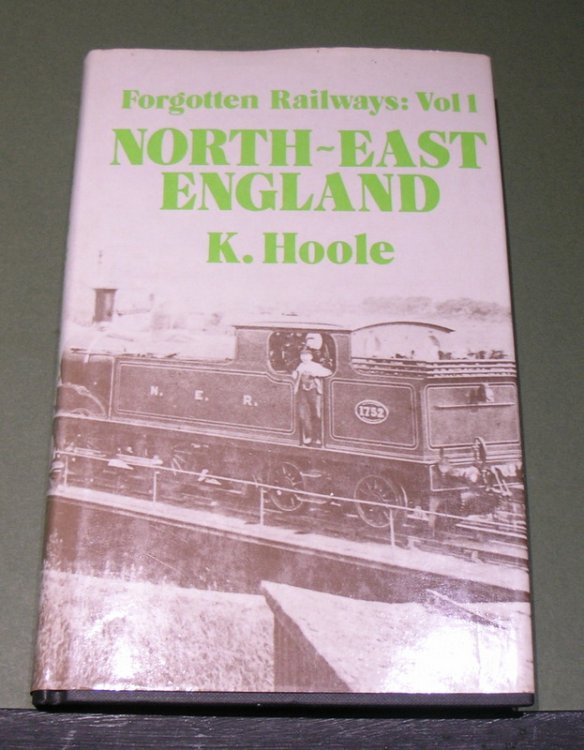 Forgotten Railways: Vol 1
NORTH~EAST
ENGLAND
K. Hoole
N. E. R.
1752